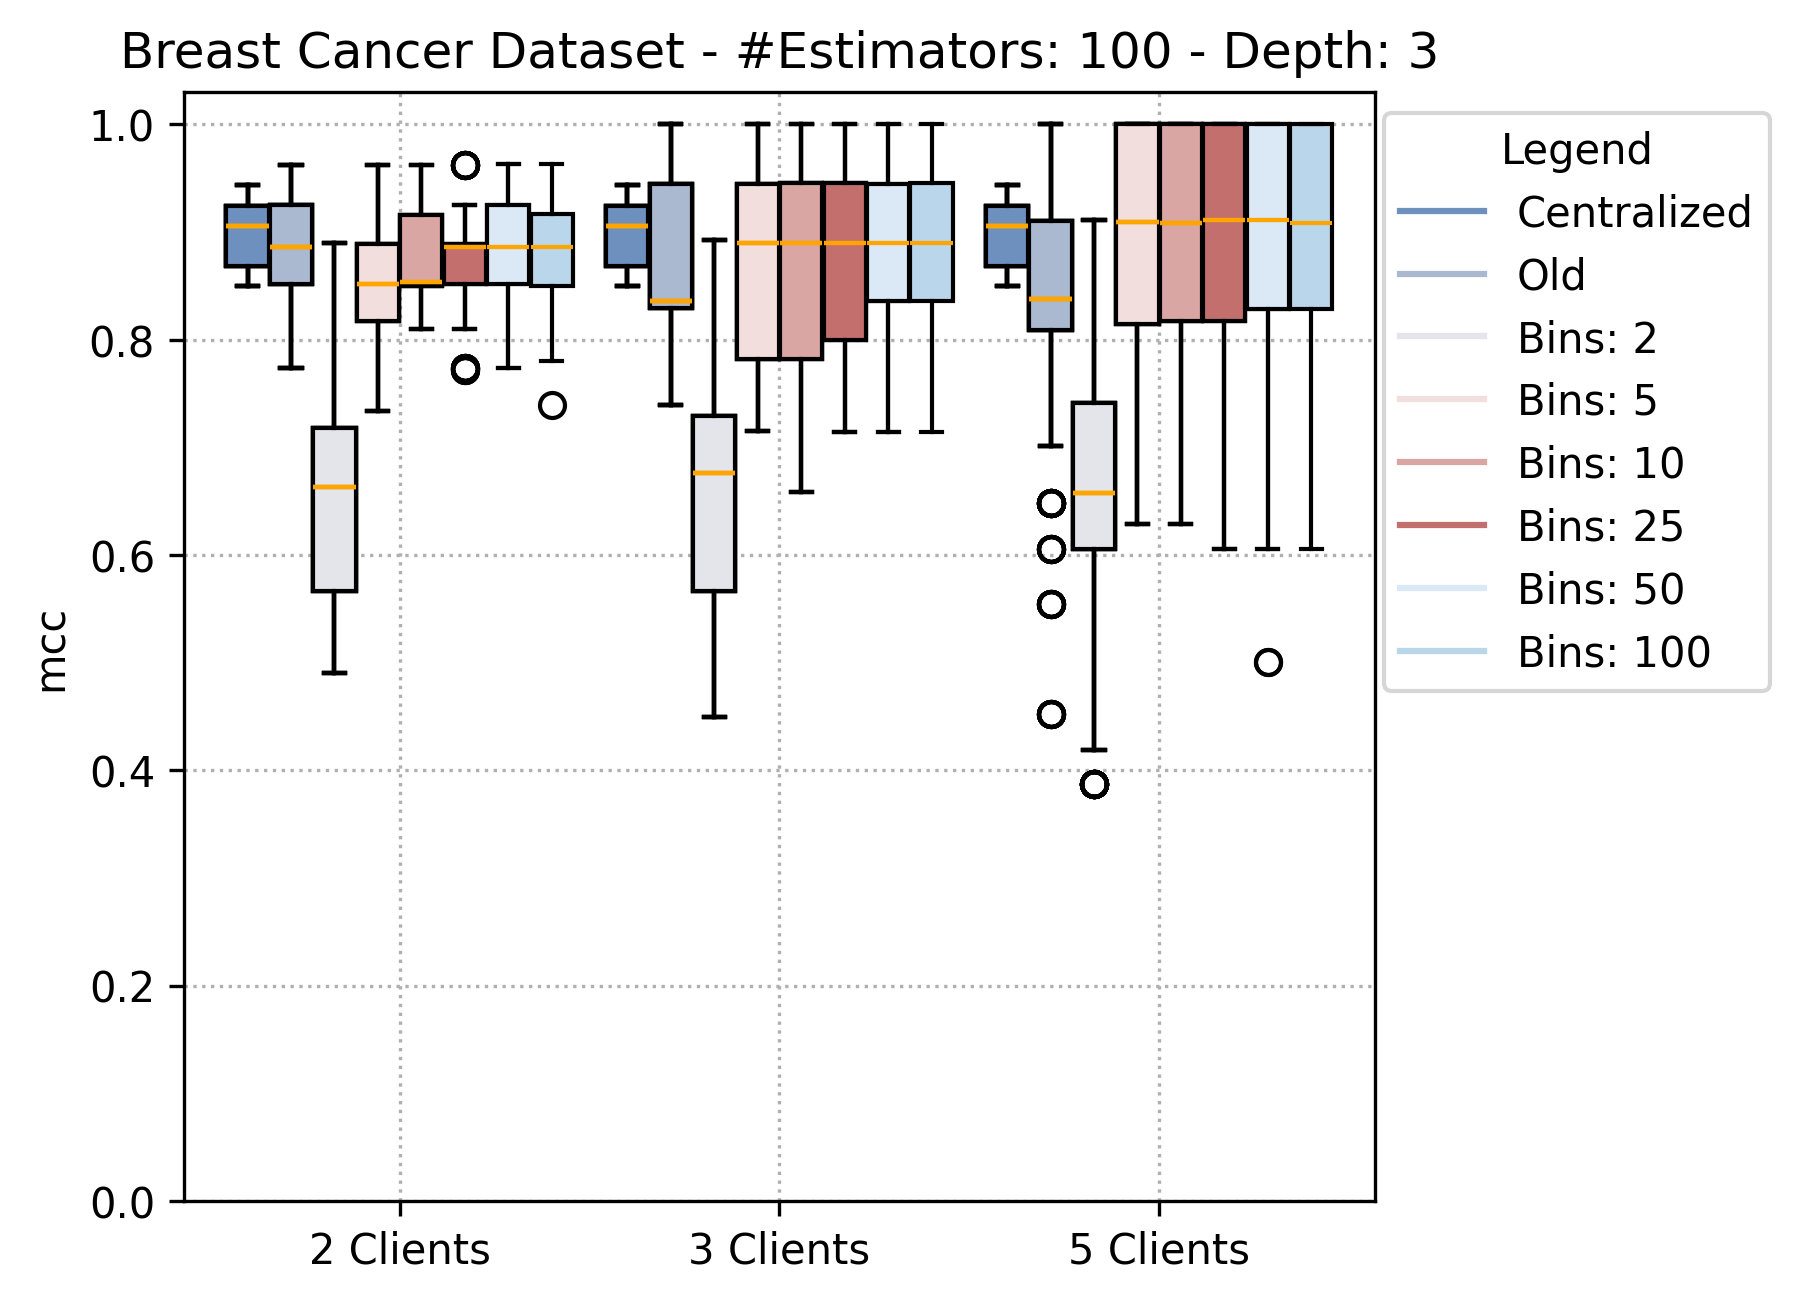 Breast Cancer Dataset - #Estimators: 100 - Depth: 3
mcc
1.0
0.8
0.6
0.4
0.2
0.0
2 Clients
3 Clients
5 Clients
Legend
Centralized
Old
Bins: 2
Bins: 5
Bins: 10
Bins: 25
Bins: 50
Bins: 100